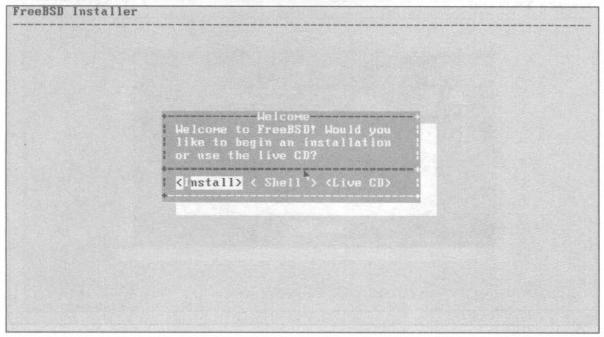 FreeBSD Installer
Welcome
Welcome to FreeBSD! Would you
like to begin an installation
or use the live CD?
<Install> < Shell > <Live CD>